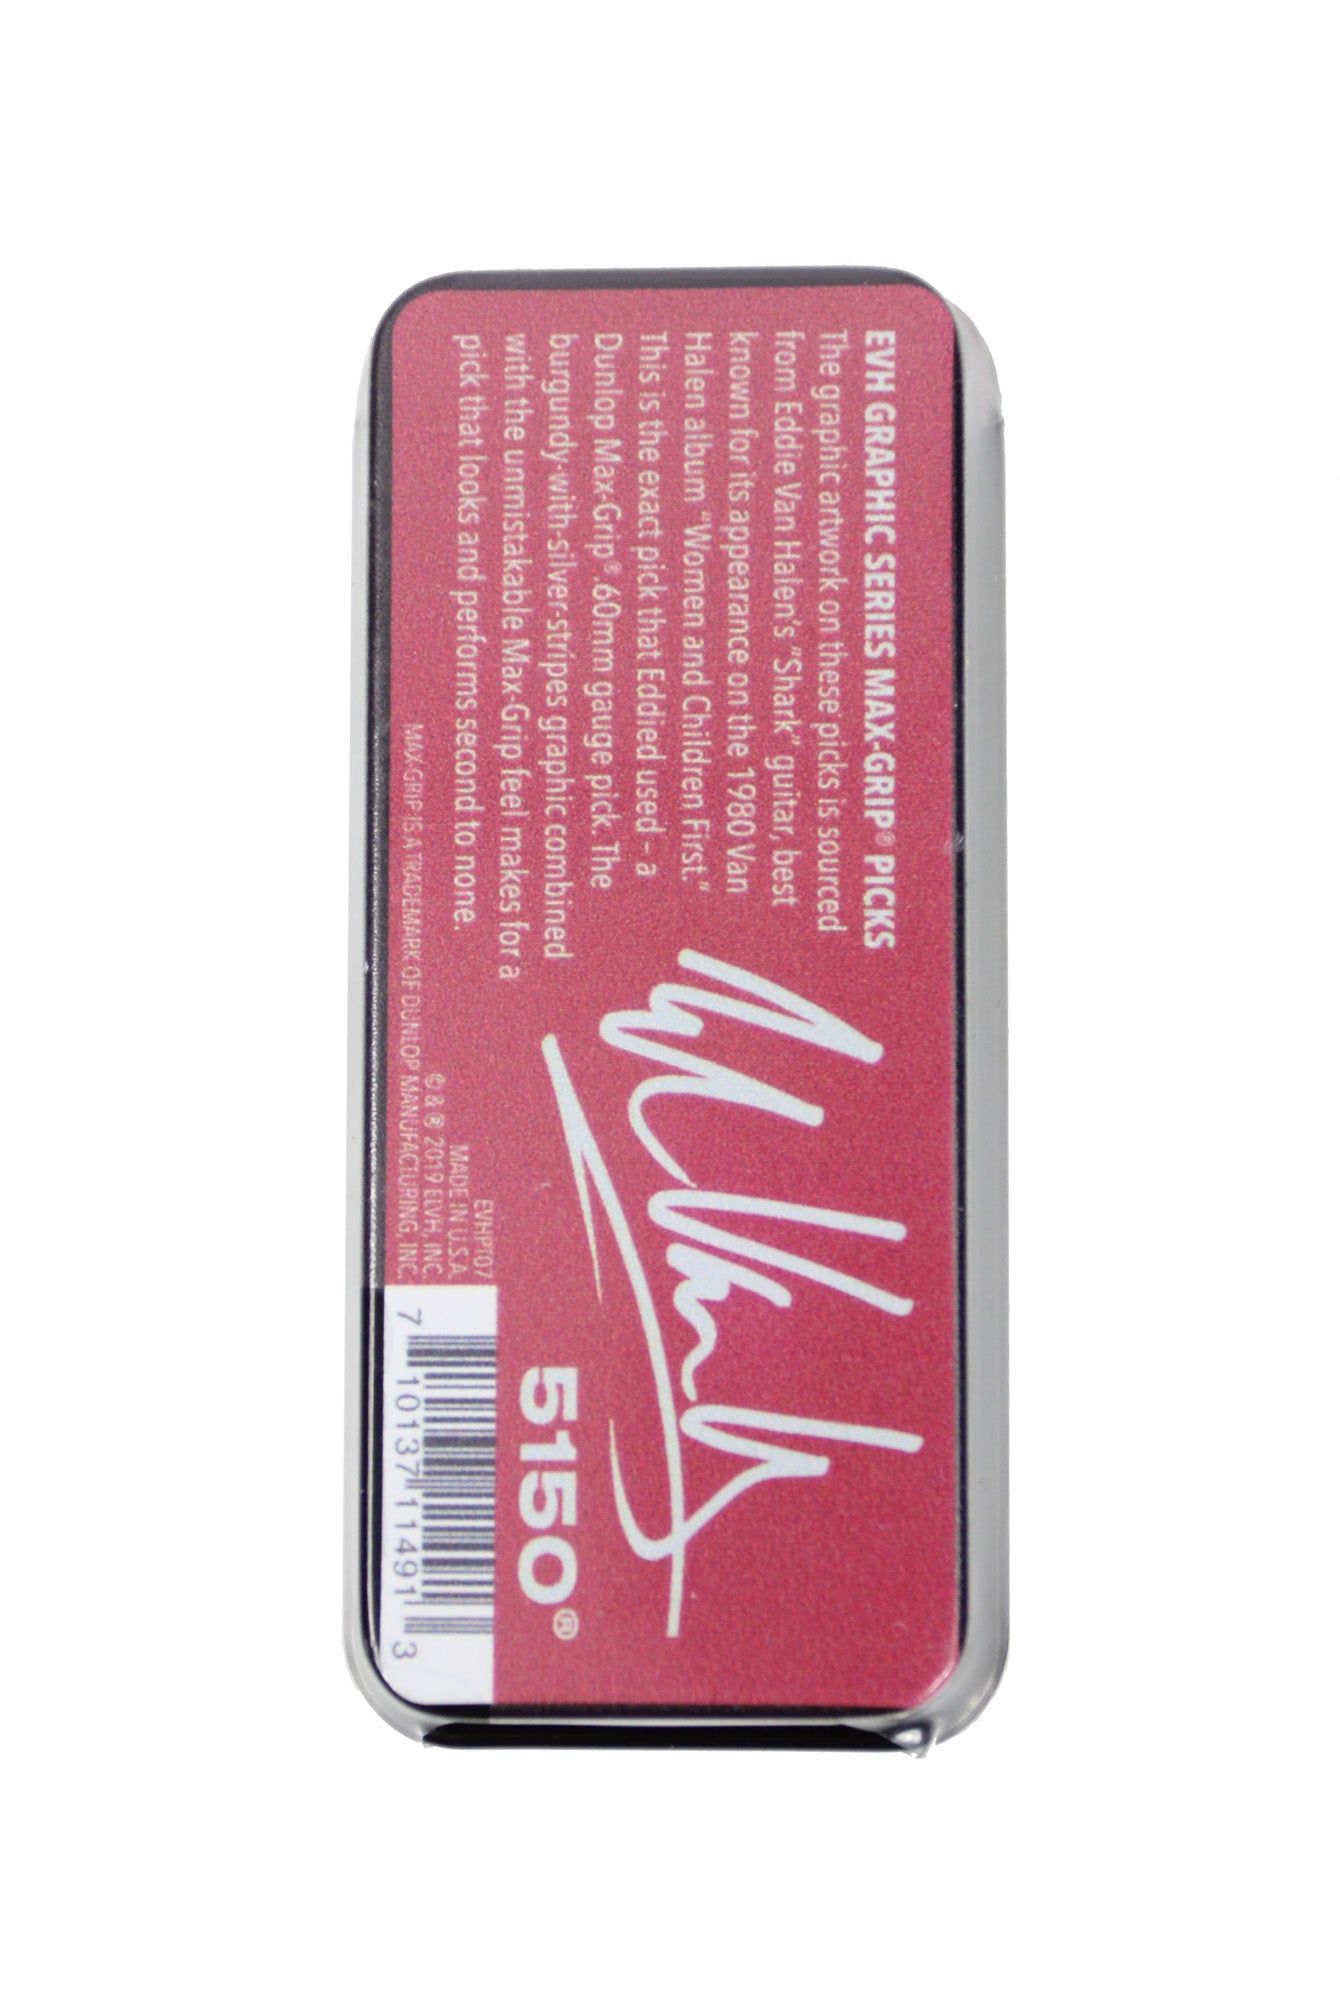 EVH GRAPHIC SERIES MAX-GRIP® PICKS
The graphic artwork on these picks is sourced
from Eddie Van Halen's "Shark" guitar, best
known for its appearance on the 1980 Van
Halen album "Women and Children First."
This is the exact pick that Eddied used – a
Dunlop Max-Grip® .60mm gauge pick. The
burgundy-with-silver-stripes graphic combined
with the unmistakable Max-Grip feel makes for a
pick that looks and performs second to none.
5150®
EVHPT07
MADE IN U.S.A.
© & ® 2019 ELVH, INC.
MAX-GRIP IS A TRADEMARK OF DUNLOP MANUFACTURING, INC.
7 10137 11491 3